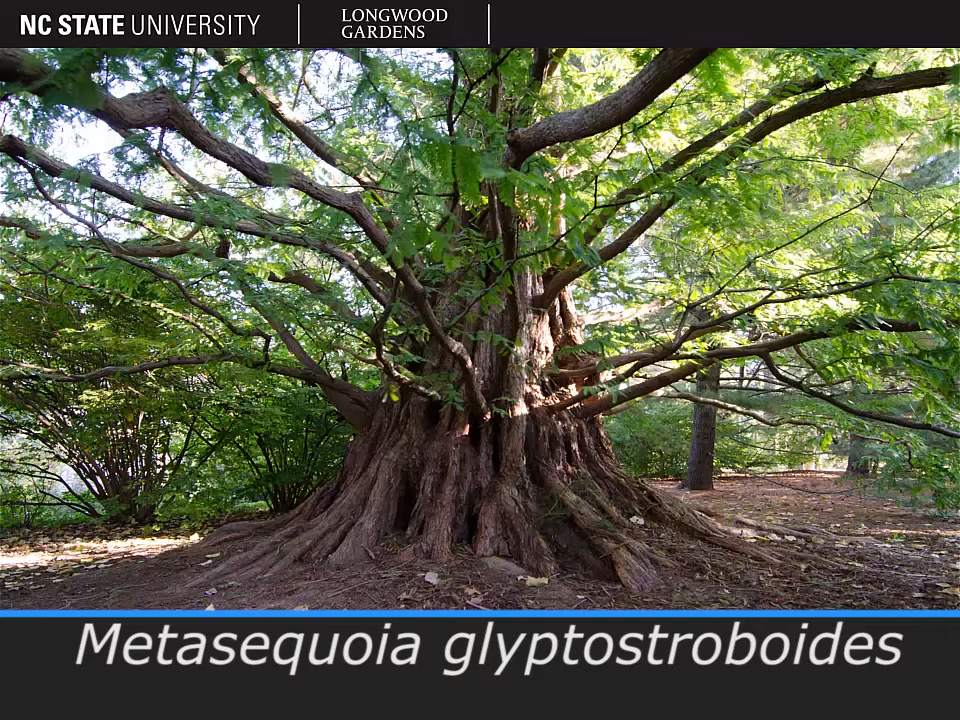 NC STATE UNIVERSITY
LONGWOOD
GARDENS
Metasequoia glyptostroboides